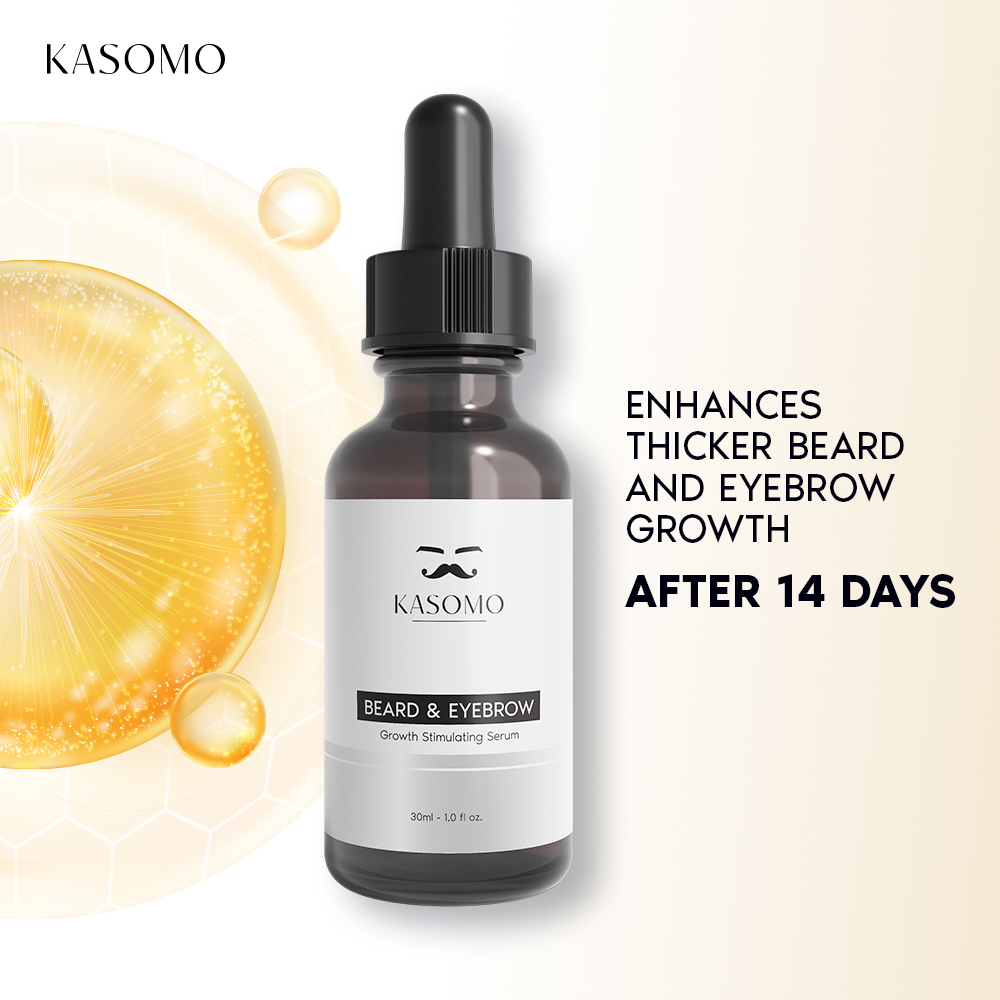 KASOMO
ENHANCES
THICKER BEARD
AND EYEBROW
GROWTH
AFTER 14 DAYS
KASOMO
BEARD & EYEBROW
Growth Stimulating Serum
30ml - 1.0 fl oz.